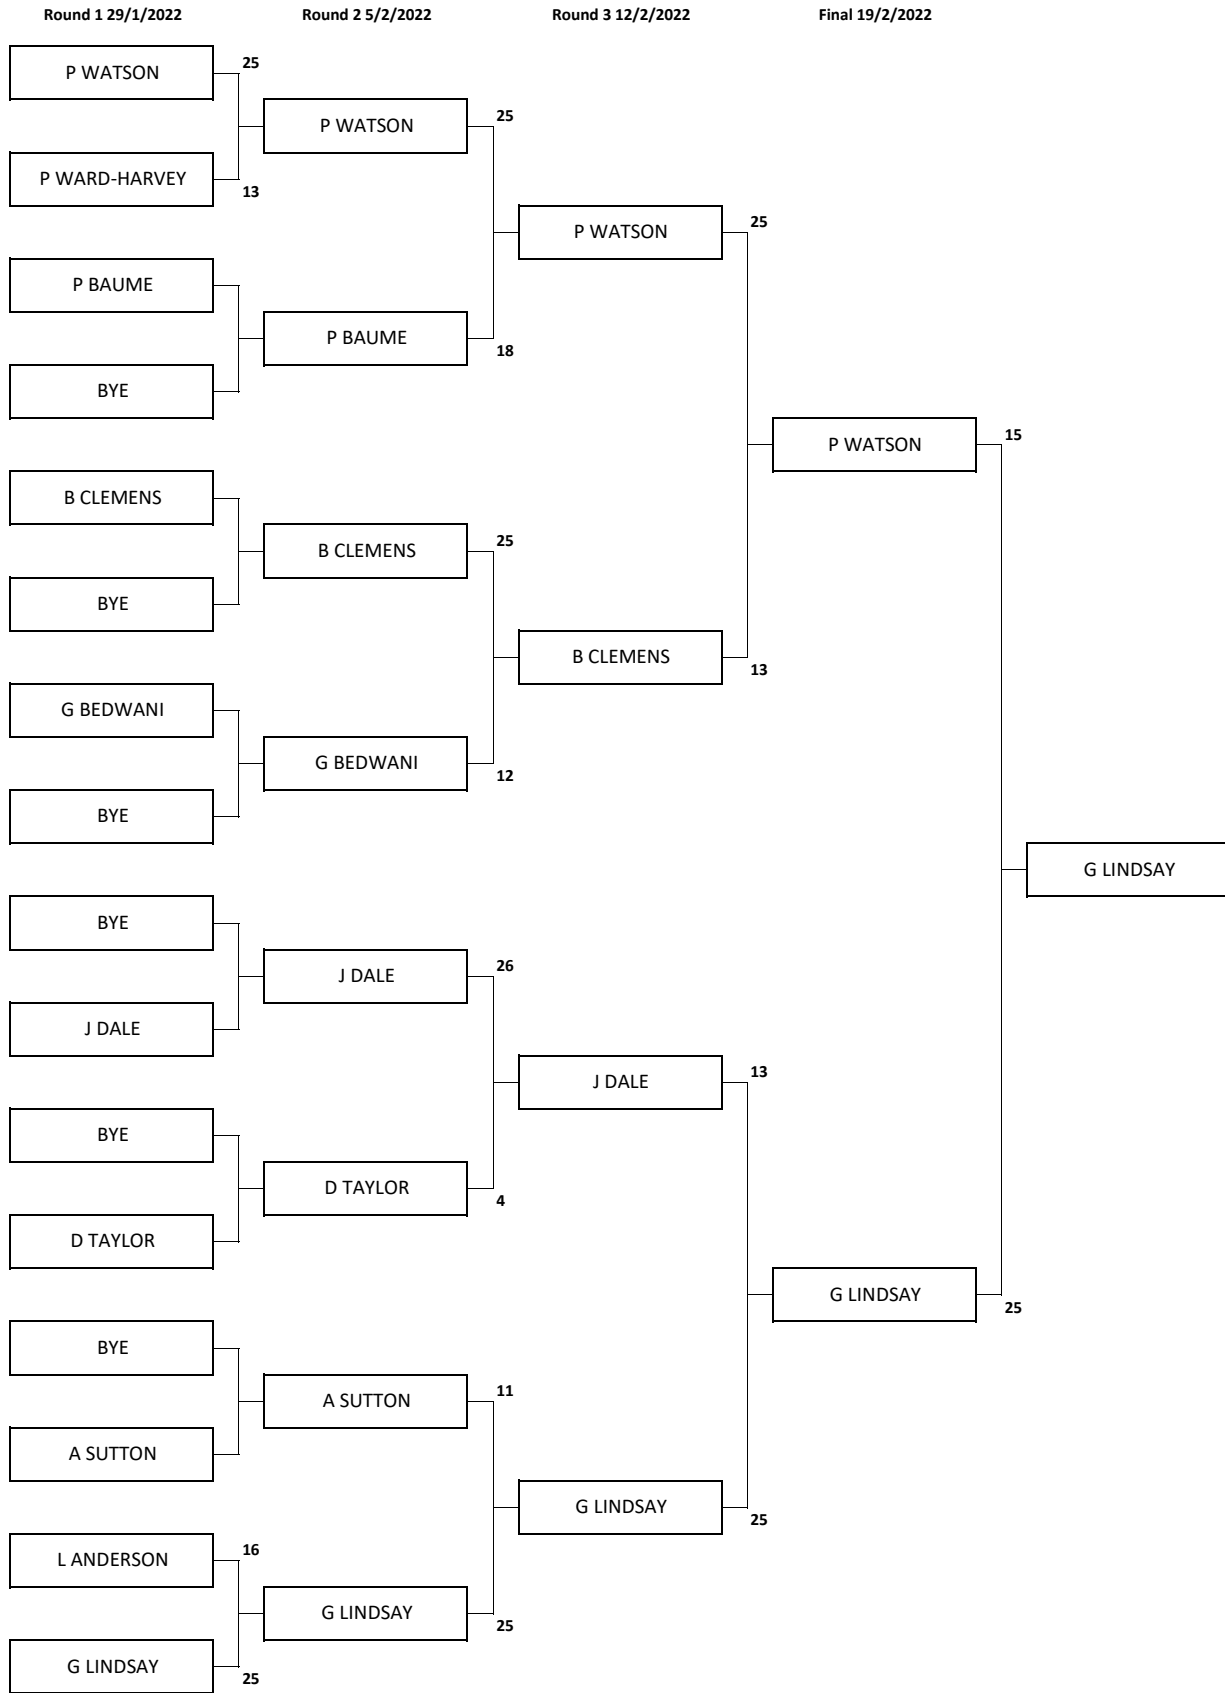 Round 1 29/1/2022
Round 2 5/2/2022
Round 3 12/2/2022
Final 19/2/2022
P WATSON
25
P WARD-HARVEY
13
P BAUME
BYE
B CLEMENS
BYE
G BEDWANI
BYE
BYE
J DALE
BYE
D TAYLOR
BYE
A SUTTON
L ANDERSON
16
G LINDSAY
25
P WATSON
25
P BAUME
18
B CLEMENS
25
G BEDWANI
12
J DALE
26
D TAYLOR
4
A SUTTON
11
G LINDSAY
25
P WATSON
25
B CLEMENS
13
J DALE
13
G LINDSAY
25
P WATSON
15
G LINDSAY
25
G LINDSAY